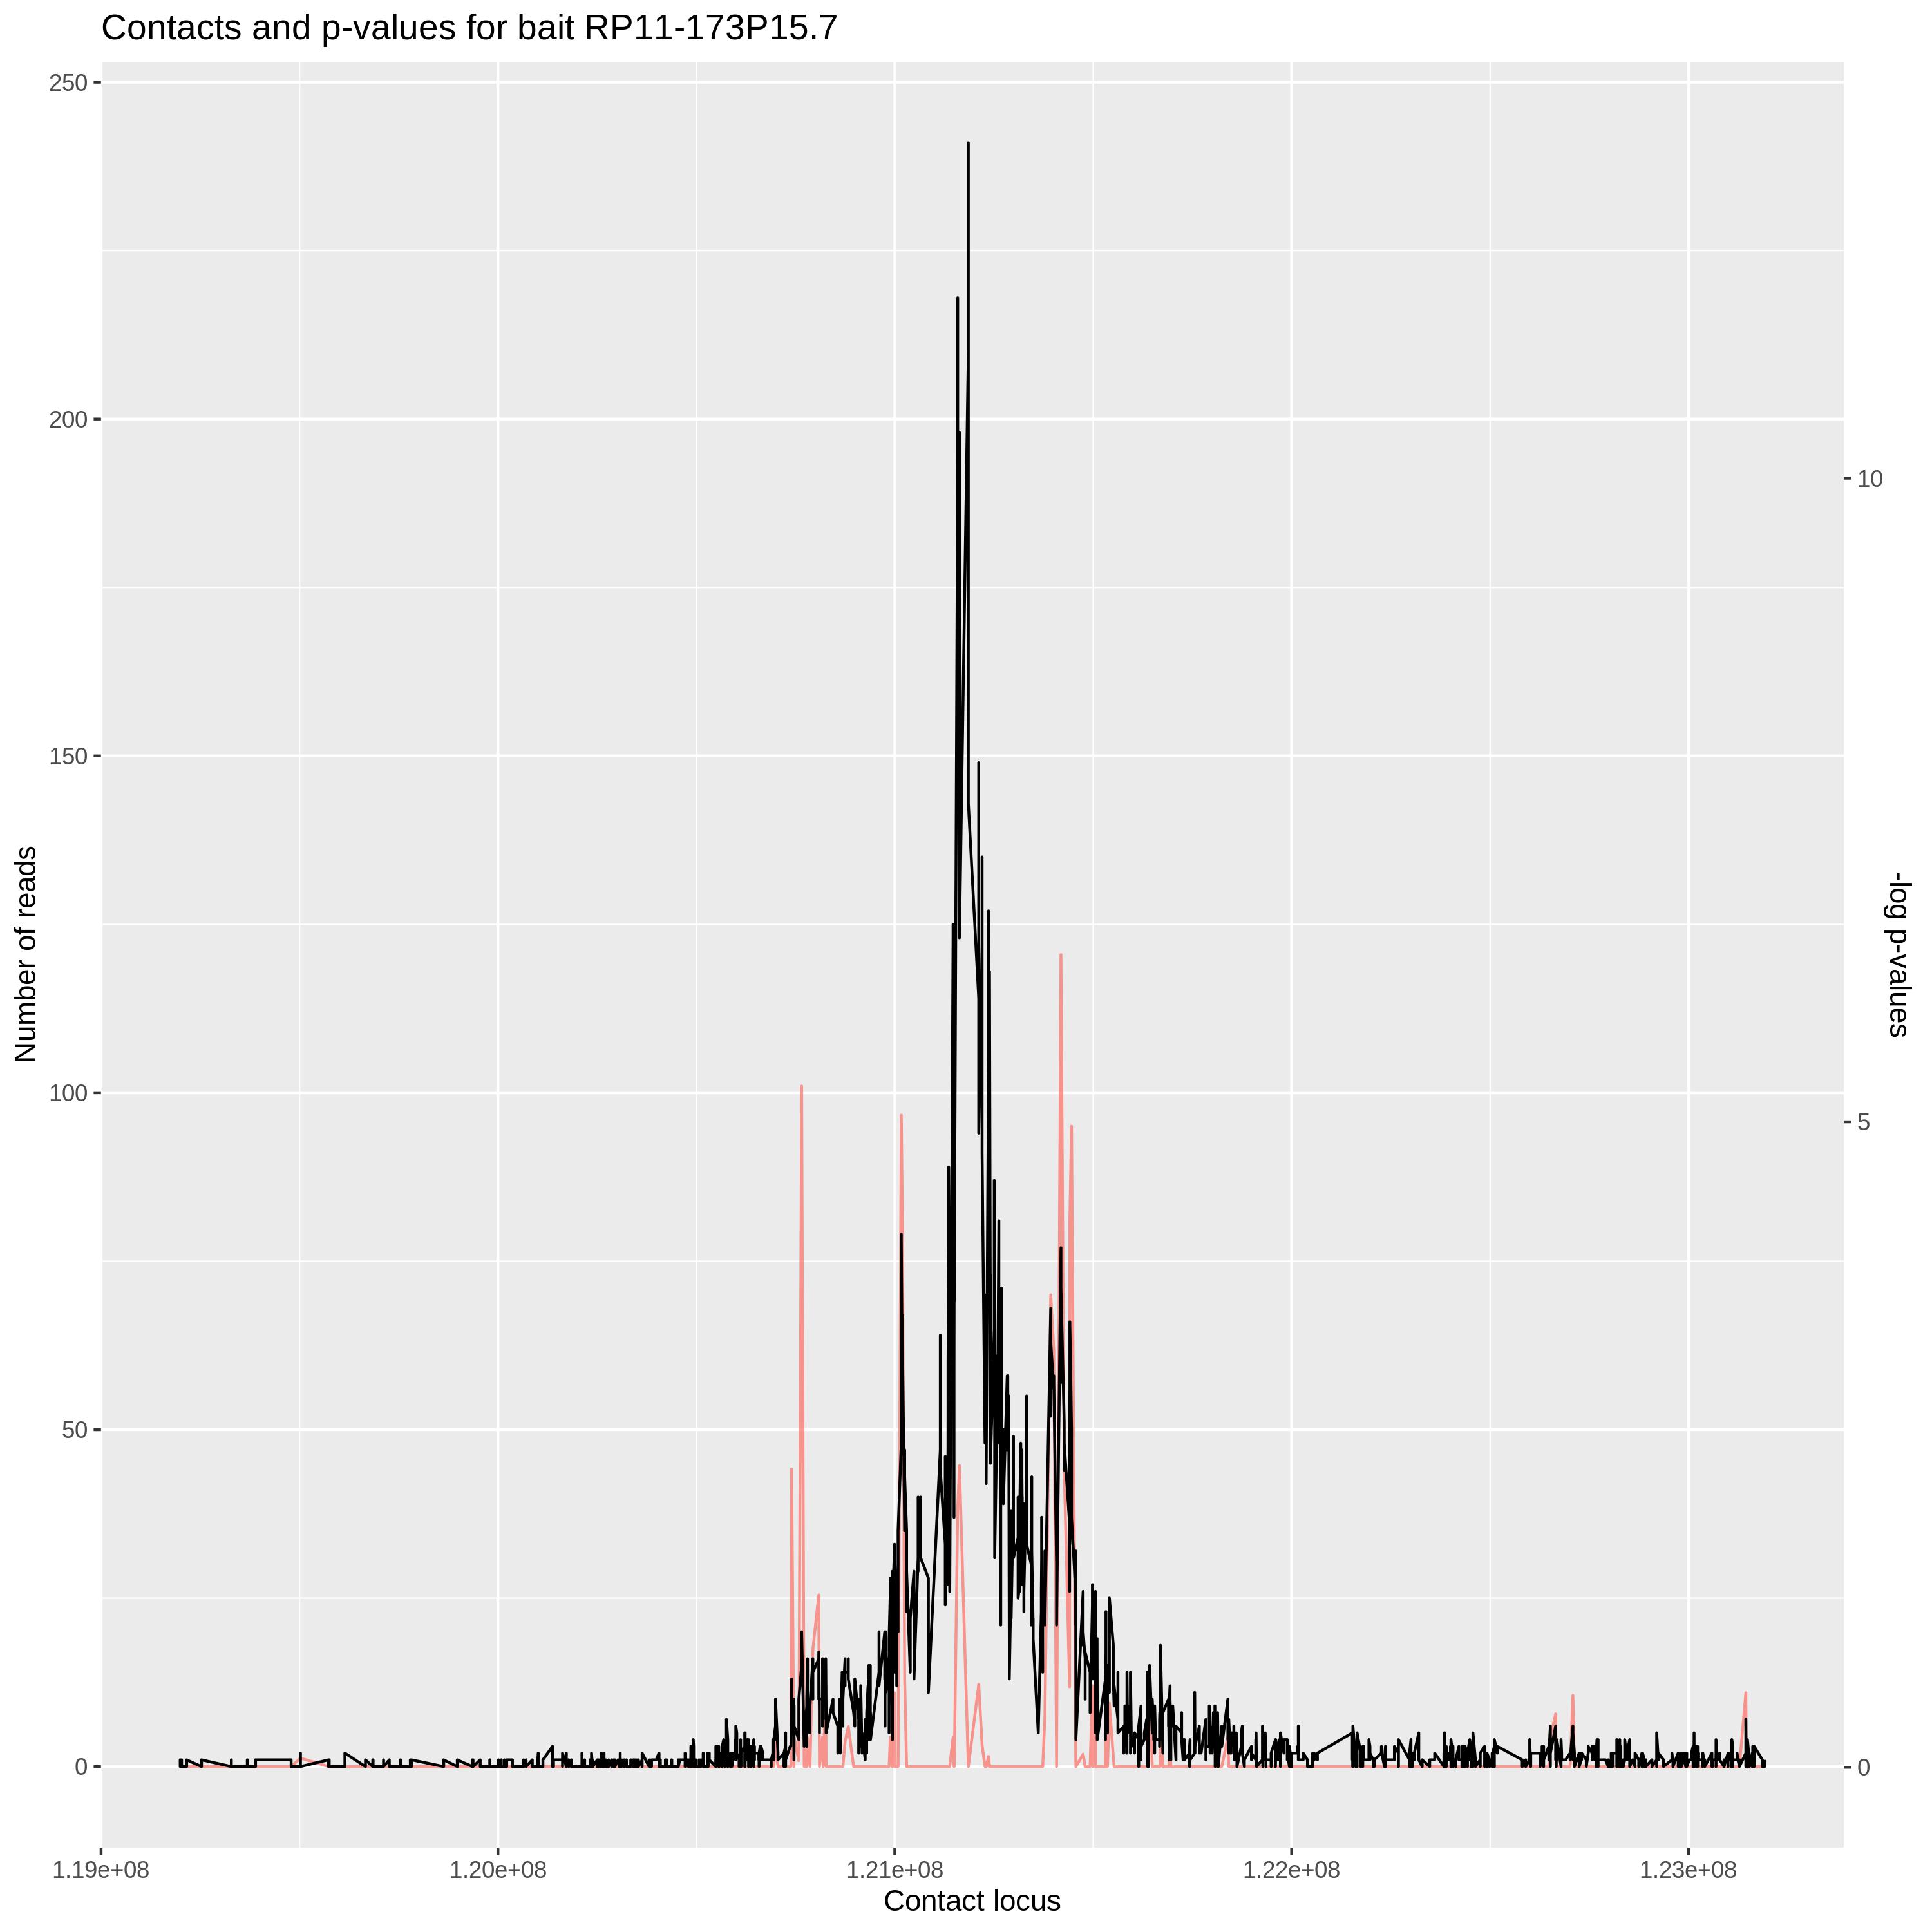 Contacts and p-values for bait RP11-173P15.7
250
200
150
100
50
0
Number of reads
10
5
0
-log p-values
1.19e+08 1.20e+08 1.21e+08 1.22e+08 1.23e+08
Contact locus